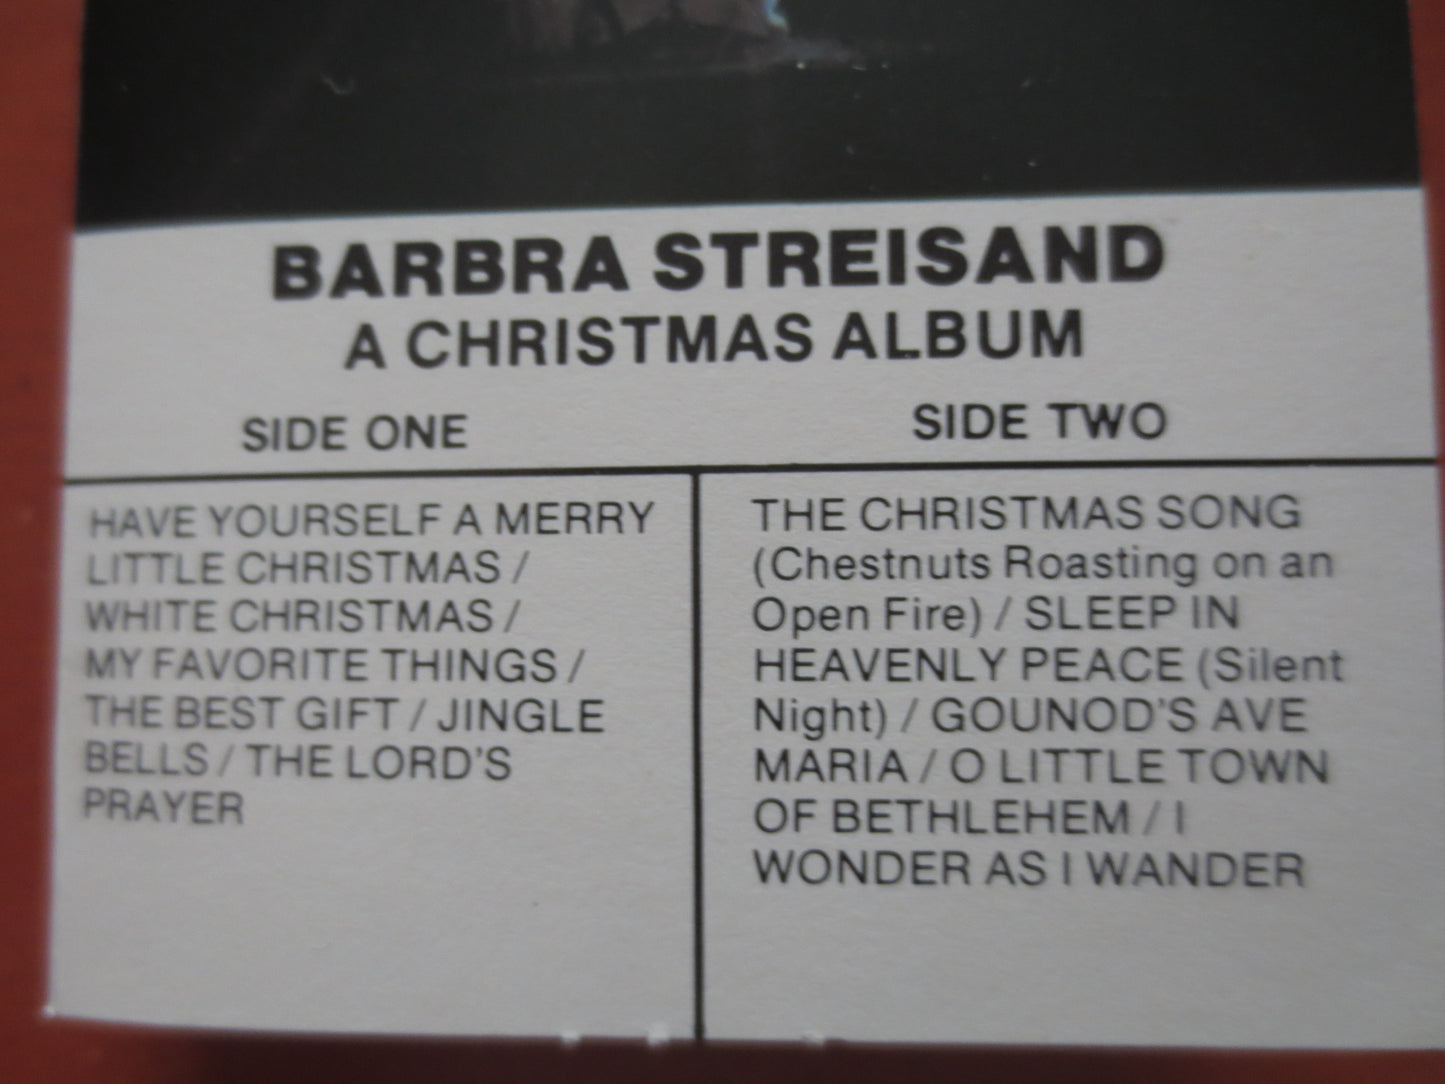 BARBRA STREISAND
A CHRISTMAS ALBUM
SIDE ONE
HAVE YOURSELF A MERRY
LITTLE CHRISTMAS /
WHITE CHRISTMAS /
MY FAVORITE THINGS /
THE BEST GIFT / JINGLE
BELLS / THE LORD'S
PRAYER
SIDE TWO
THE CHRISTMAS SONG
(Chestnuts Roasting on an
Open Fire) / SLEEP IN
HEAVENLY PEACE (Silent
Night) / GOUNOD'S AVE
MARIA / O LITTLE TOWN
OF BETHLEHEM / I
WONDER AS I WANDER